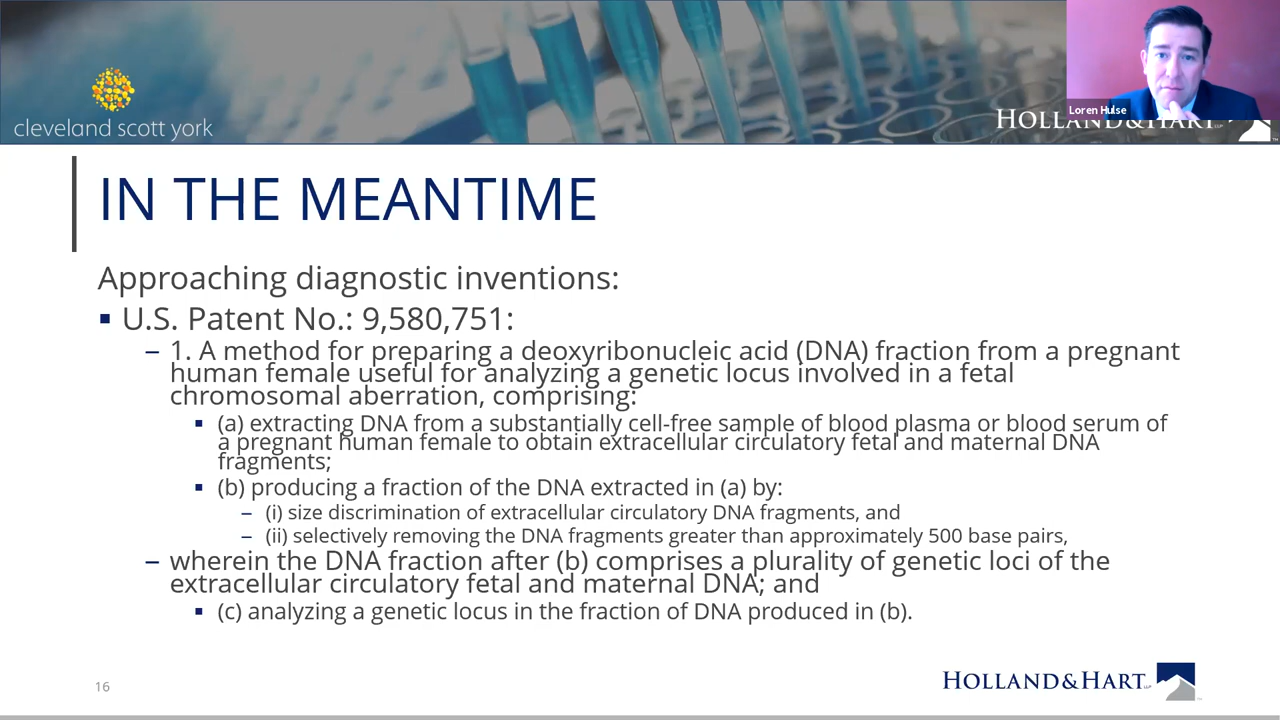 cleveland scott york
HOLLAND&HART
Loren Hulse
IN THE MEANTIME
Approaching diagnostic inventions:
U.S. Patent No.: 9,580,751:
– 1. A method for preparing a deoxyribonucleic acid (DNA) fraction from a pregnant
human female useful for analyzing a genetic locus involved in a fetal
chromosomal aberration, comprising:
(a) extracting DNA from a substantially cell-free sample of blood plasma or blood serum of
a pregnant human female to obtain extracellular circulatory fetal and maternal DNA
fragments;
(b) producing a fraction of the DNA extracted in (a) by:
– (i) size discrimination of extracellular circulatory DNA fragments, and
– (ii) selectively removing the DNA fragments greater than approximately 500 base pairs,
– wherein the DNA fraction after (b) comprises a plurality of genetic loci of the
extracellular circulatory fetal and maternal DNA; and
(c) analyzing a genetic locus in the fraction of DNA produced in (b).
16
HOLLAND&HART